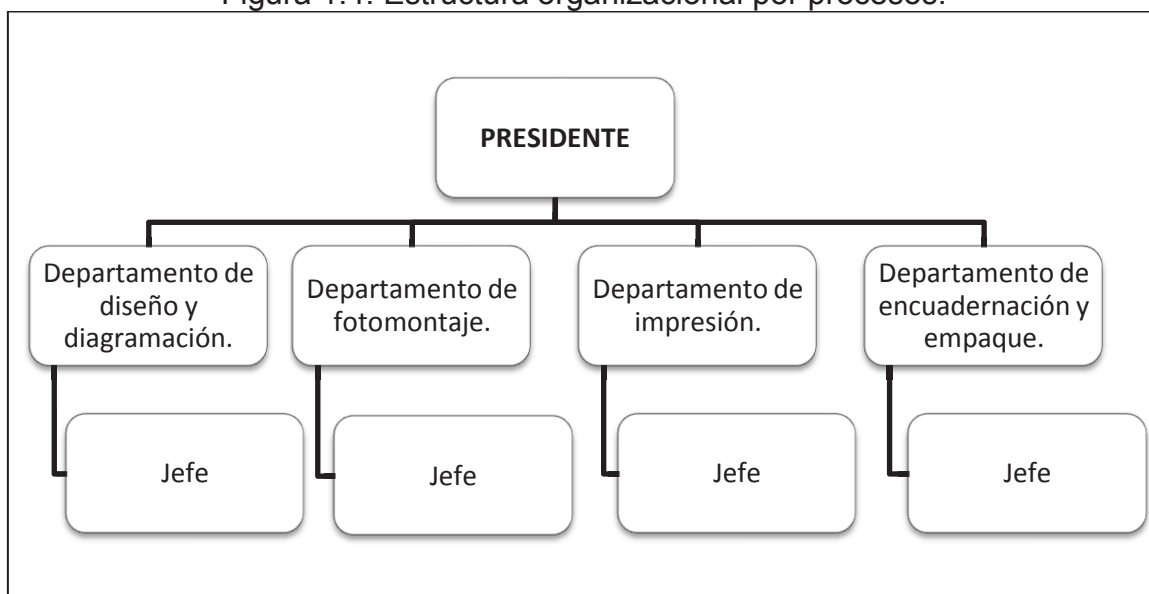 Figura 1.4. Estructura organizacional por procesos.
PRESIDENTE
Departamento de
diseño y
diagramación.
Departamento de
fotomontaje.
Departamento de
impresión.
Departamento de
encuadernación y
empaque.
Jefe
Jefe
Jefe
Jefe